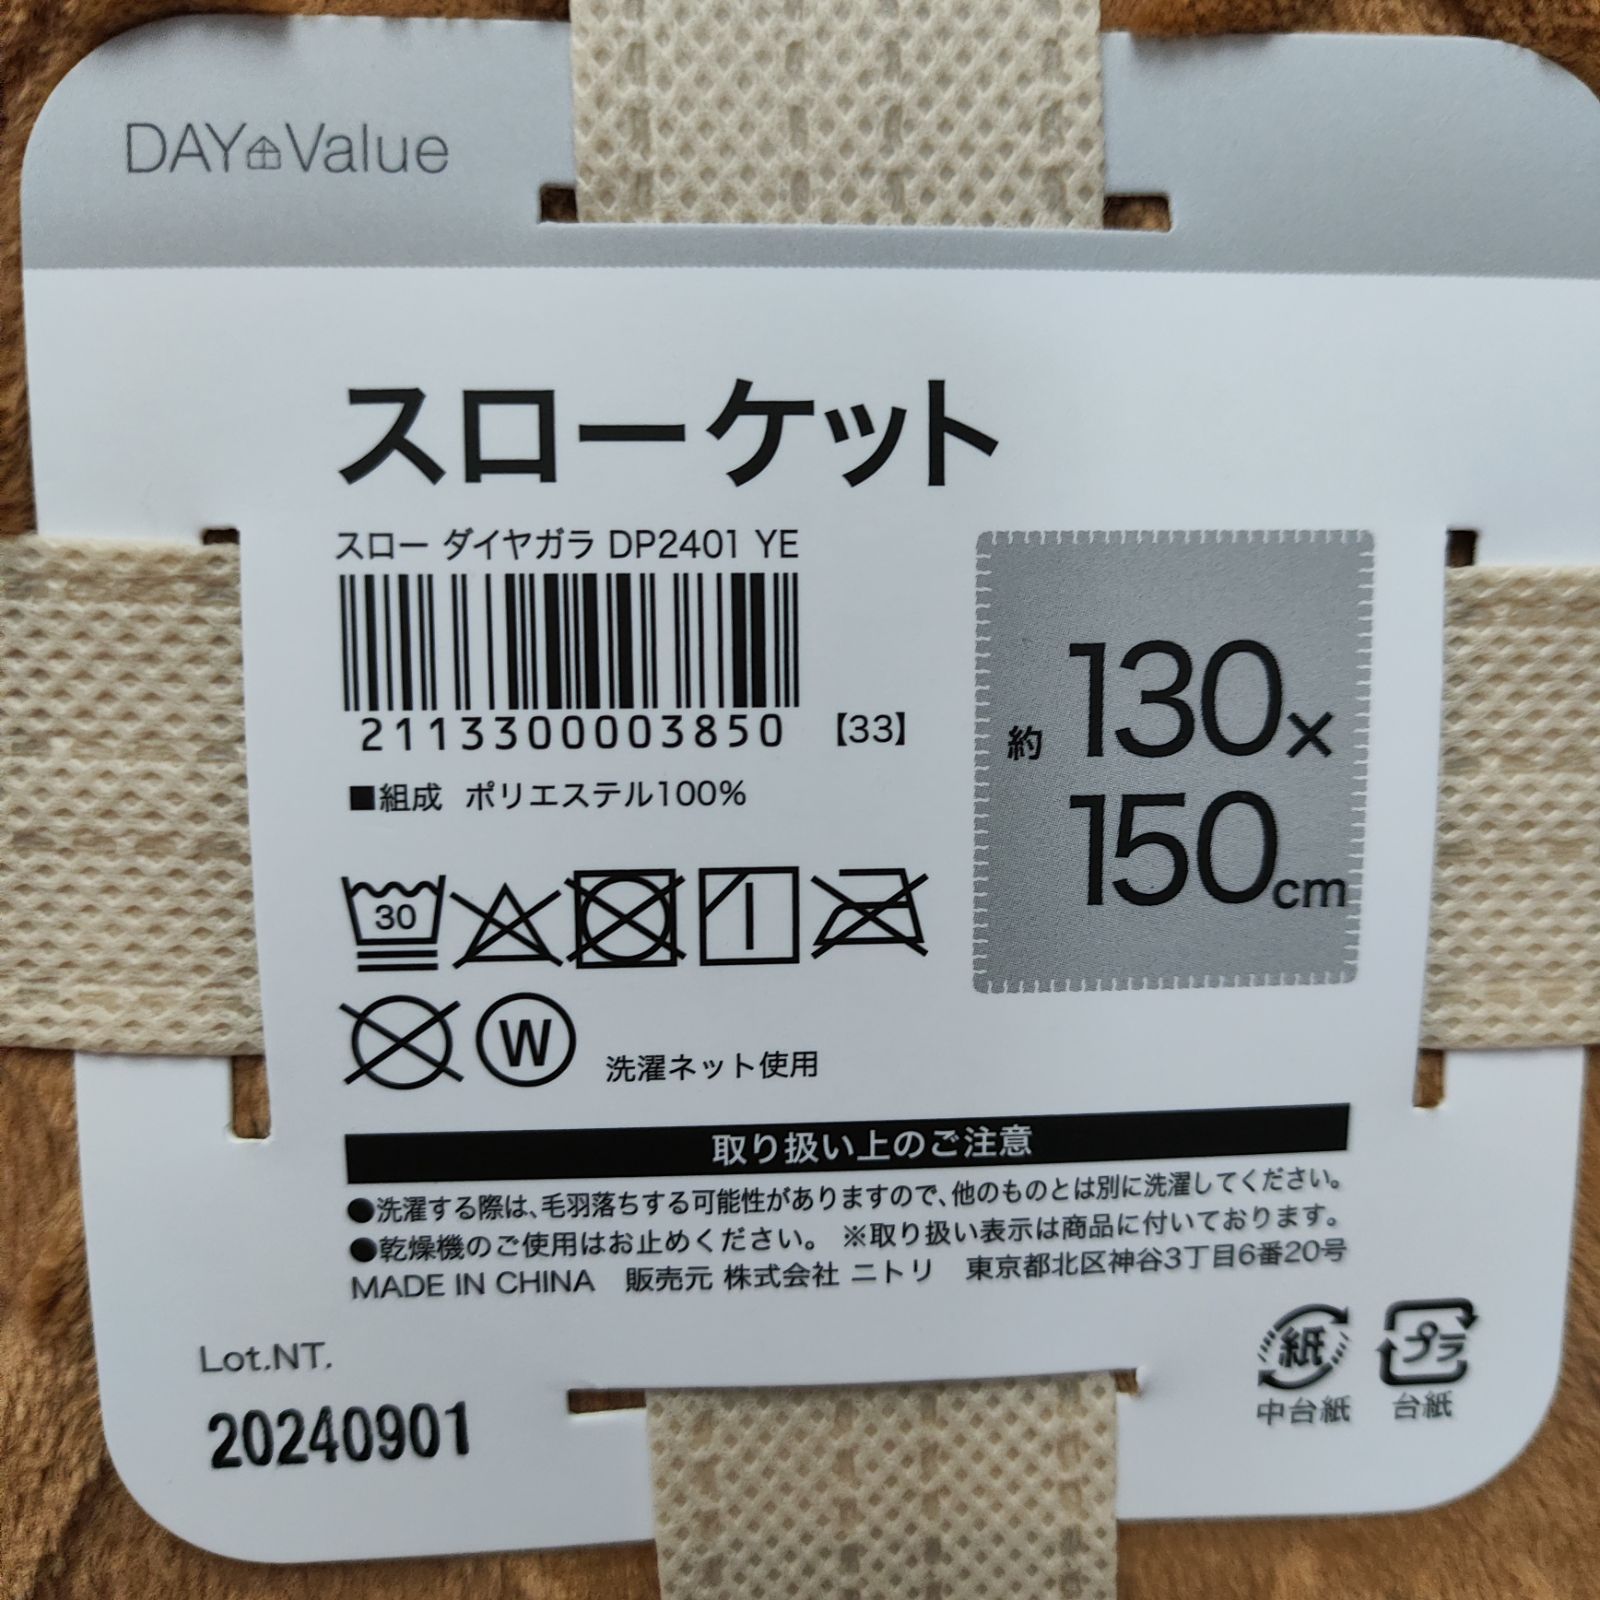 DAY Value
スローケット
スロー ダイヤガラ DP2401 YE
2113300003850 【33】
■組成 ポリエステル100%
約 130×
150cm
30
W 洗濯ネット使用
取り扱い上のご注意
●洗濯する際は、毛羽落ちする可能性がありますので、他のものとは別に洗濯してください。
●乾燥機のご使用はお止めください。 ※取り扱い表示は商品に付いております。
MADE IN CHINA 販売元 株式会社 ニトリ 東京都北区神谷3丁目6番20号
Lot.NT.
20240901
紙 プラ
中台紙 台紙